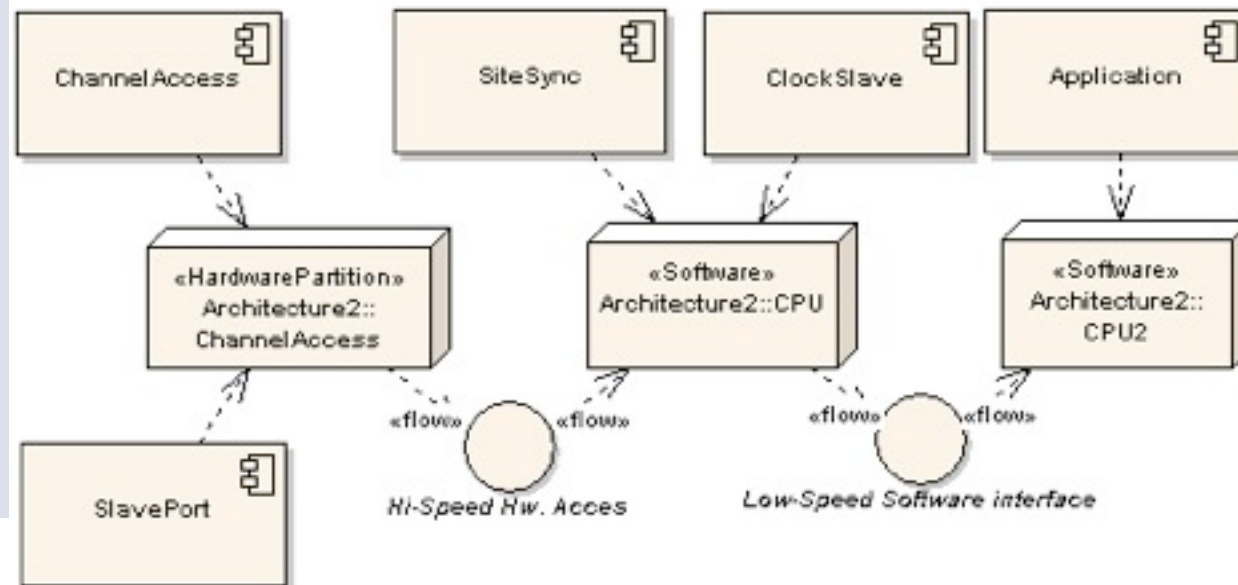 ChannelAccess
SiteSync
ClockSlave
Application
«HardwarePartition»
Architecture2::
ChannelAccess
«Software»
Architecture2::CPU
«Software»
Architecture2::
CPU2
«flow»
«flow»
«flow»
«flow»
SlavePort
Hi-Speed Hw. Acces
Low-Speed Software interface